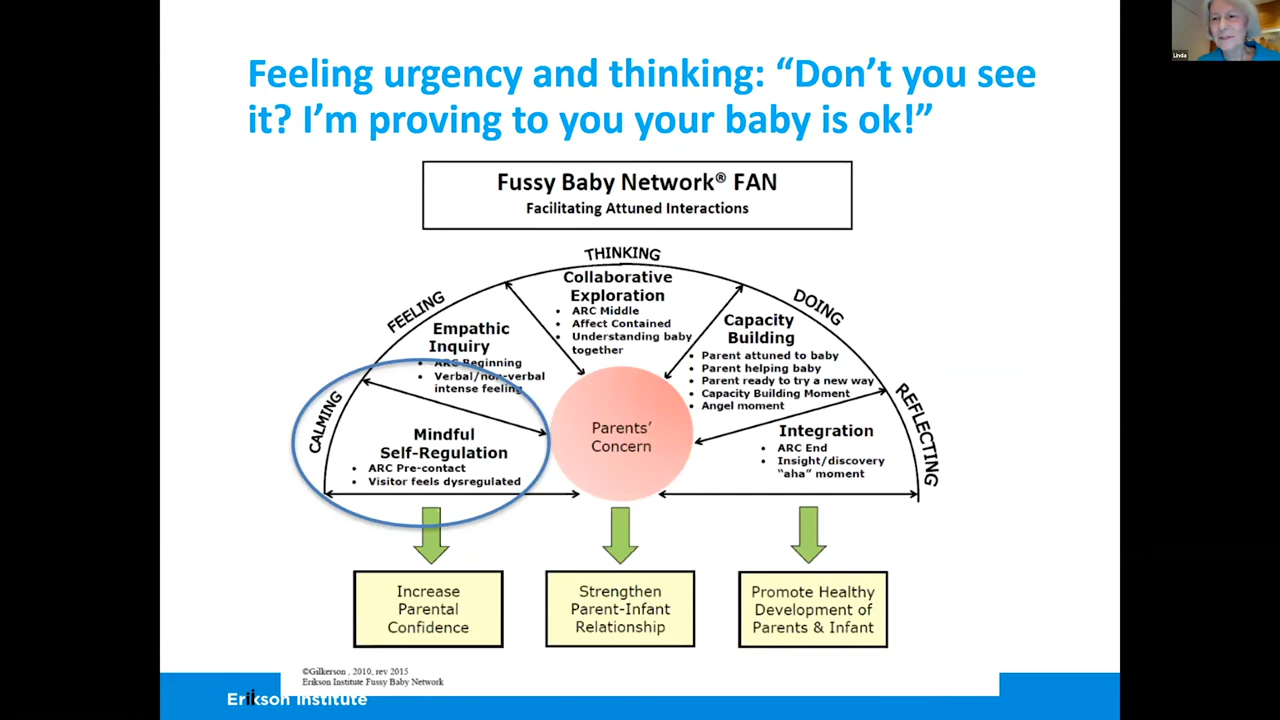 Feeling urgency and thinking: “Don’t you see
it? I’m proving to you your baby is ok!”
Linda
Fussy Baby Network® FAN
Facilitating Attuned Interactions
CALMING
FEELING
THINKING
DOING
REFLECTING
Mindful
Self-Regulation
• ARC Pre-contact
• Visitor feels dysregulated
Empathic
Inquiry
• ARC Beginning
• Verbal/non-verbal
intense feeling
Collaborative
Exploration
• ARC Middle
• Affect Contained
• Understanding baby
together
Capacity
Building
• Parent attuned to baby
• Parent helping baby
• Parent ready to try a new way
• Capacity Building Moment
• Angel moment
Integration
• ARC End
• Insight/discovery
“aha” moment
Parents’
Concern
Increase
Parental
Confidence
Strengthen
Parent-Infant
Relationship
Promote Healthy
Development of
Parents & Infant
©Gilkerson , 2010, rev 2015
Erikson Institute Fussy Baby Network
Erikson Institute